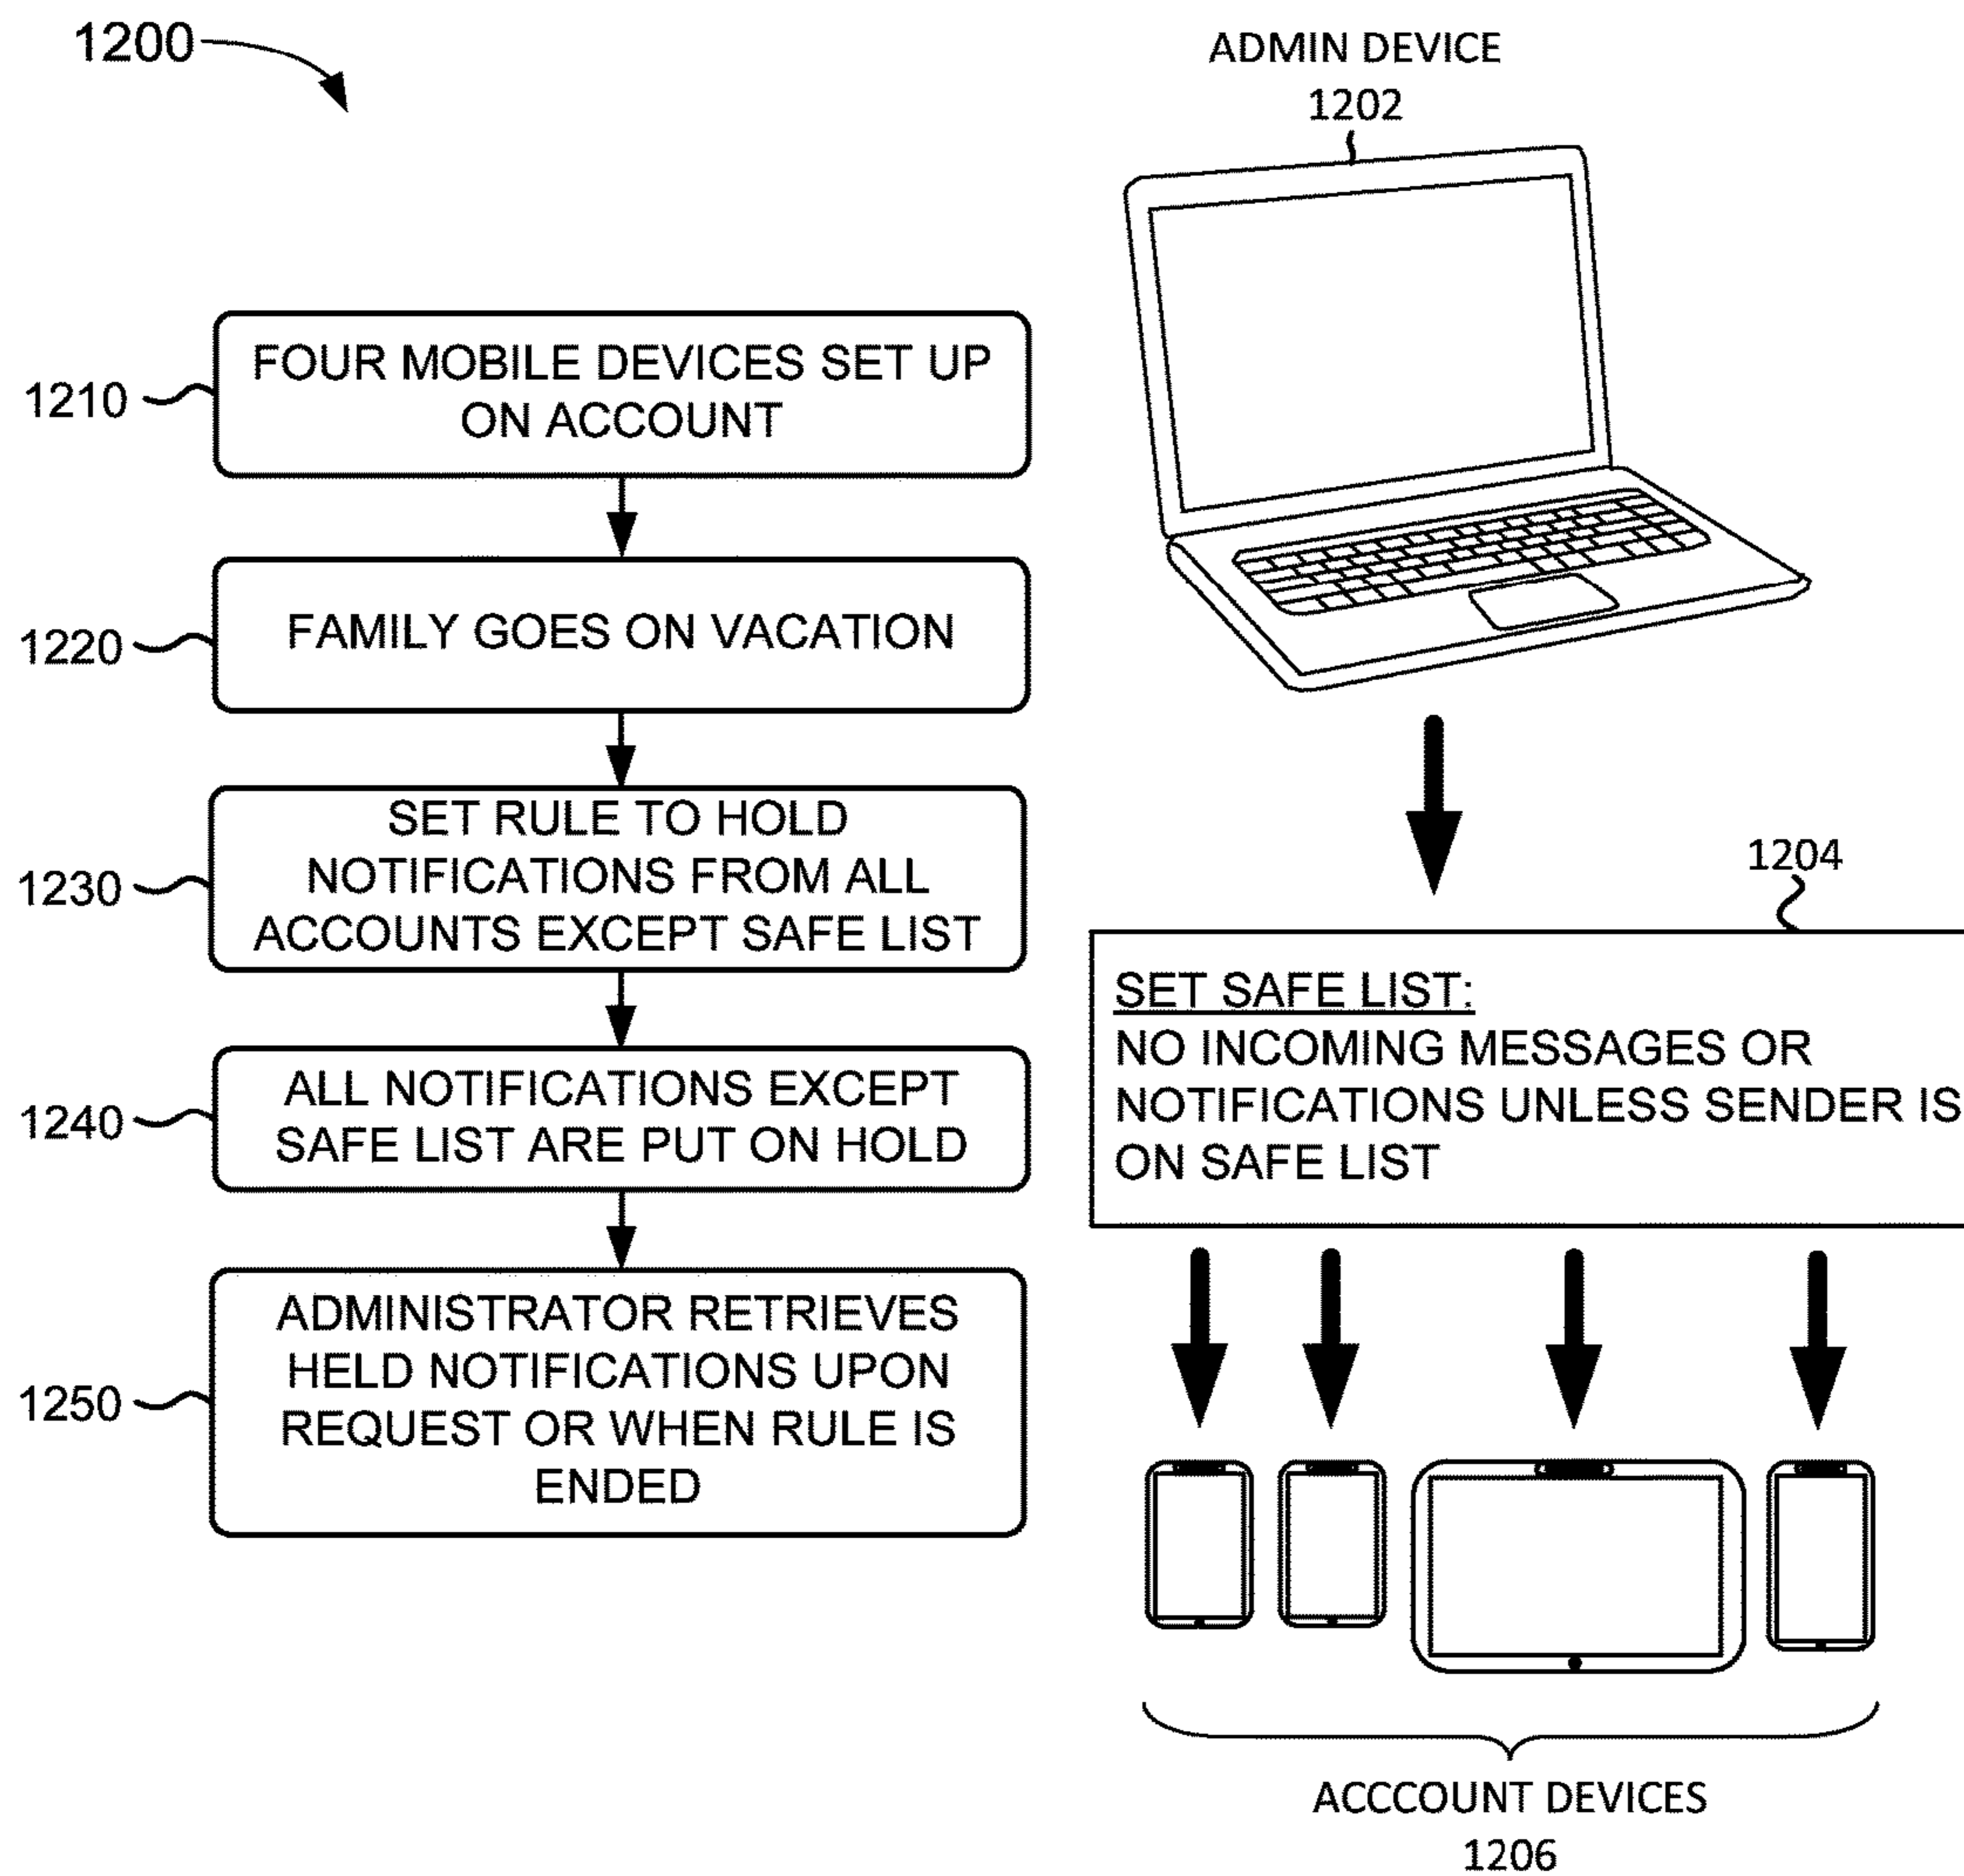 1200
1210
FOUR MOBILE DEVICES SET UP
ON ACCOUNT
1220
FAMILY GOES ON VACATION
1230
SET RULE TO HOLD
NOTIFICATIONS FROM ALL
ACCOUNTS EXCEPT SAFE LIST
1240
ALL NOTIFICATIONS EXCEPT
SAFE LIST ARE PUT ON HOLD
1250
ADMINISTRATOR RETRIEVES
HELD NOTIFICATIONS UPON
REQUEST OR WHEN RULE IS
ENDED
ADMIN DEVICE
1202
1204
SET SAFE LIST:
NO INCOMING MESSAGES OR
NOTIFICATIONS UNLESS SENDER IS
ON SAFE LIST
ACCCOUNT DEVICES
1206